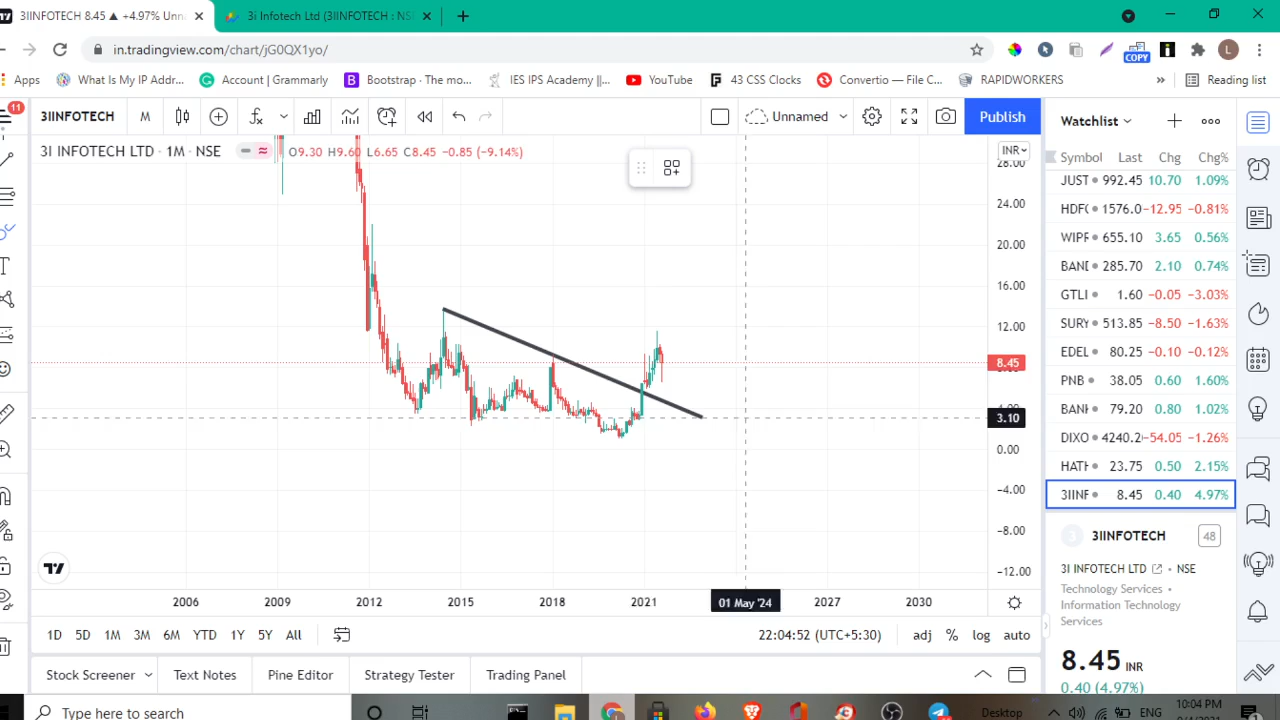 3IINFOTECH 8.45 ▲ +4.97% Unn
3i Infotech Ltd (3IINFOTECH : NS
in.tradingview.com/chart/jG0QX1yo/
COPY
Apps
What Is My IP Addr...
Account | Grammarly
Bootstrap · The mo...
IES IPS Academy ||...
YouTube
43 CSS Clocks
Convertio — File C...
RAPIDWORKERS
»
Reading list
11
3IINFOTECH
M
Unnamed
Publish
Watchlist
3I INFOTECH LTD · 1M · NSE
O9.30 H9.60 L6.65 C8.45 −0.85 (−9.14%)
INR
Symbol Last Chg Chg%
JUST 992.45 10.70 1.09%
HDFC 1576.0 -12.95 -0.81%
WIPR 655.10 3.65 0.56%
BAND 285.70 2.10 0.74%
GTLI 1.60 −0.05 −3.03%
SURY 513.85 −8.50 −1.63%
EDEL 80.25 −0.10 −0.12%
PNB 38.05 0.60 1.60%
BANK 79.20 0.80 1.02%
DIXO 4240.2 -54.05 −1.26%
HATH 23.75 0.50 2.15%
3IINF 8.45 0.40 4.97%
28.00
24.00
20.00
16.00
12.00
8.45
4.00
3.10
0.00
−4.00
−8.00
−12.00
3IINFOTECH
48
3I INFOTECH LTD • NSE
Technology Services •
Information Technology
Services
8.45 INR
0.40 (4.97%)
2006 2009 2012 2015 2018 2021 01 May '24 2027 2030
1D 5D 1M 3M 6M YTD 1Y 5Y All
22:04:52 (UTC+5:30)
adj % log auto
Stock Screener
Text Notes
Pine Editor
Strategy Tester
Trading Panel
Type here to search
Desktop
ENG
10:04 PM